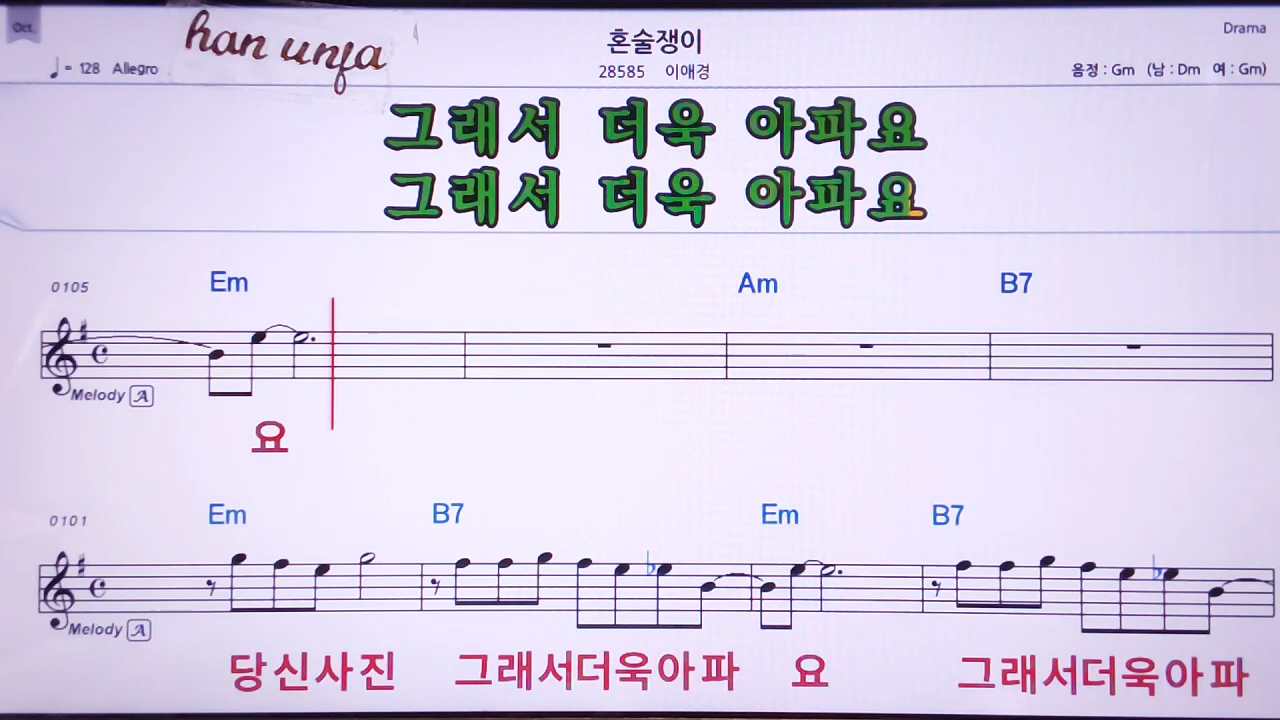 Oct.
han unja
혼술쟁이
Drama
♩= 128 Allegro
28585 이애경
음정 : Gm (남 : Dm 여 : Gm)
그래서 더욱 아파요
그래서 더욱 아파요
0105 Em Am B7
Melody A
요
0101 Em B7 Em B7
Melody A
당신사진 그래서더욱아파 요 그래서더욱아파